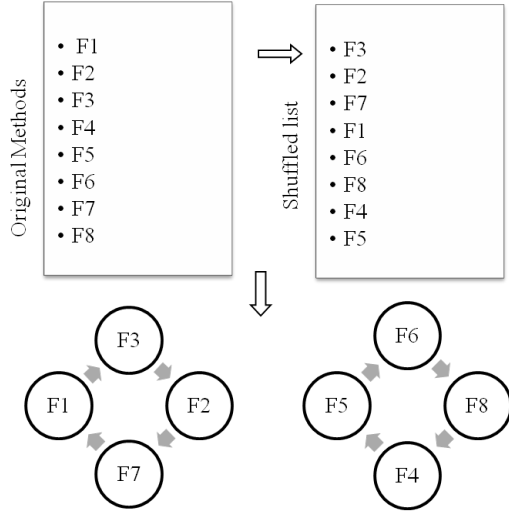 Original Methods
• F1
• F2
• F3
• F4
• F5
• F6
• F7
• F8
Shuffled list
• F3
• F2
• F7
• F1
• F6
• F8
• F4
• F5
F3
F1
F2
F7
F6
F5
F8
F4